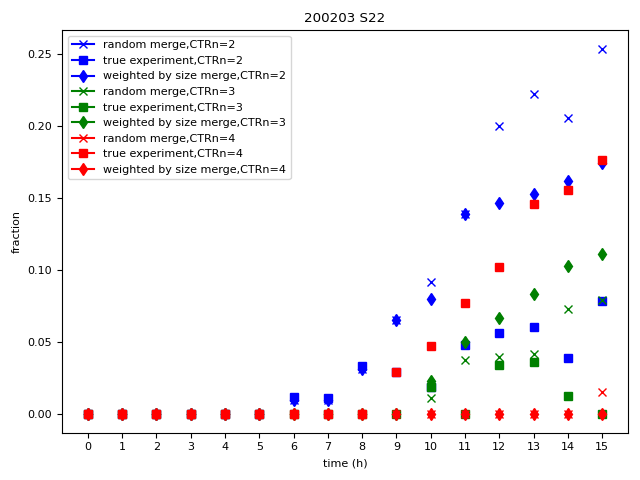 200203 S22
random merge,CTRn=2
true experiment,CTRn=2
weighted by size merge,CTRn=2
random merge,CTRn=3
true experiment,CTRn=3
weighted by size merge,CTRn=3
random merge,CTRn=4
true experiment,CTRn=4
weighted by size merge,CTRn=4
fraction
0.25
0.20
0.15
0.10
0.05
0.00
0 1 2 3 4 5 6 7 8 9 10 11 12 13 14 15
time (h)